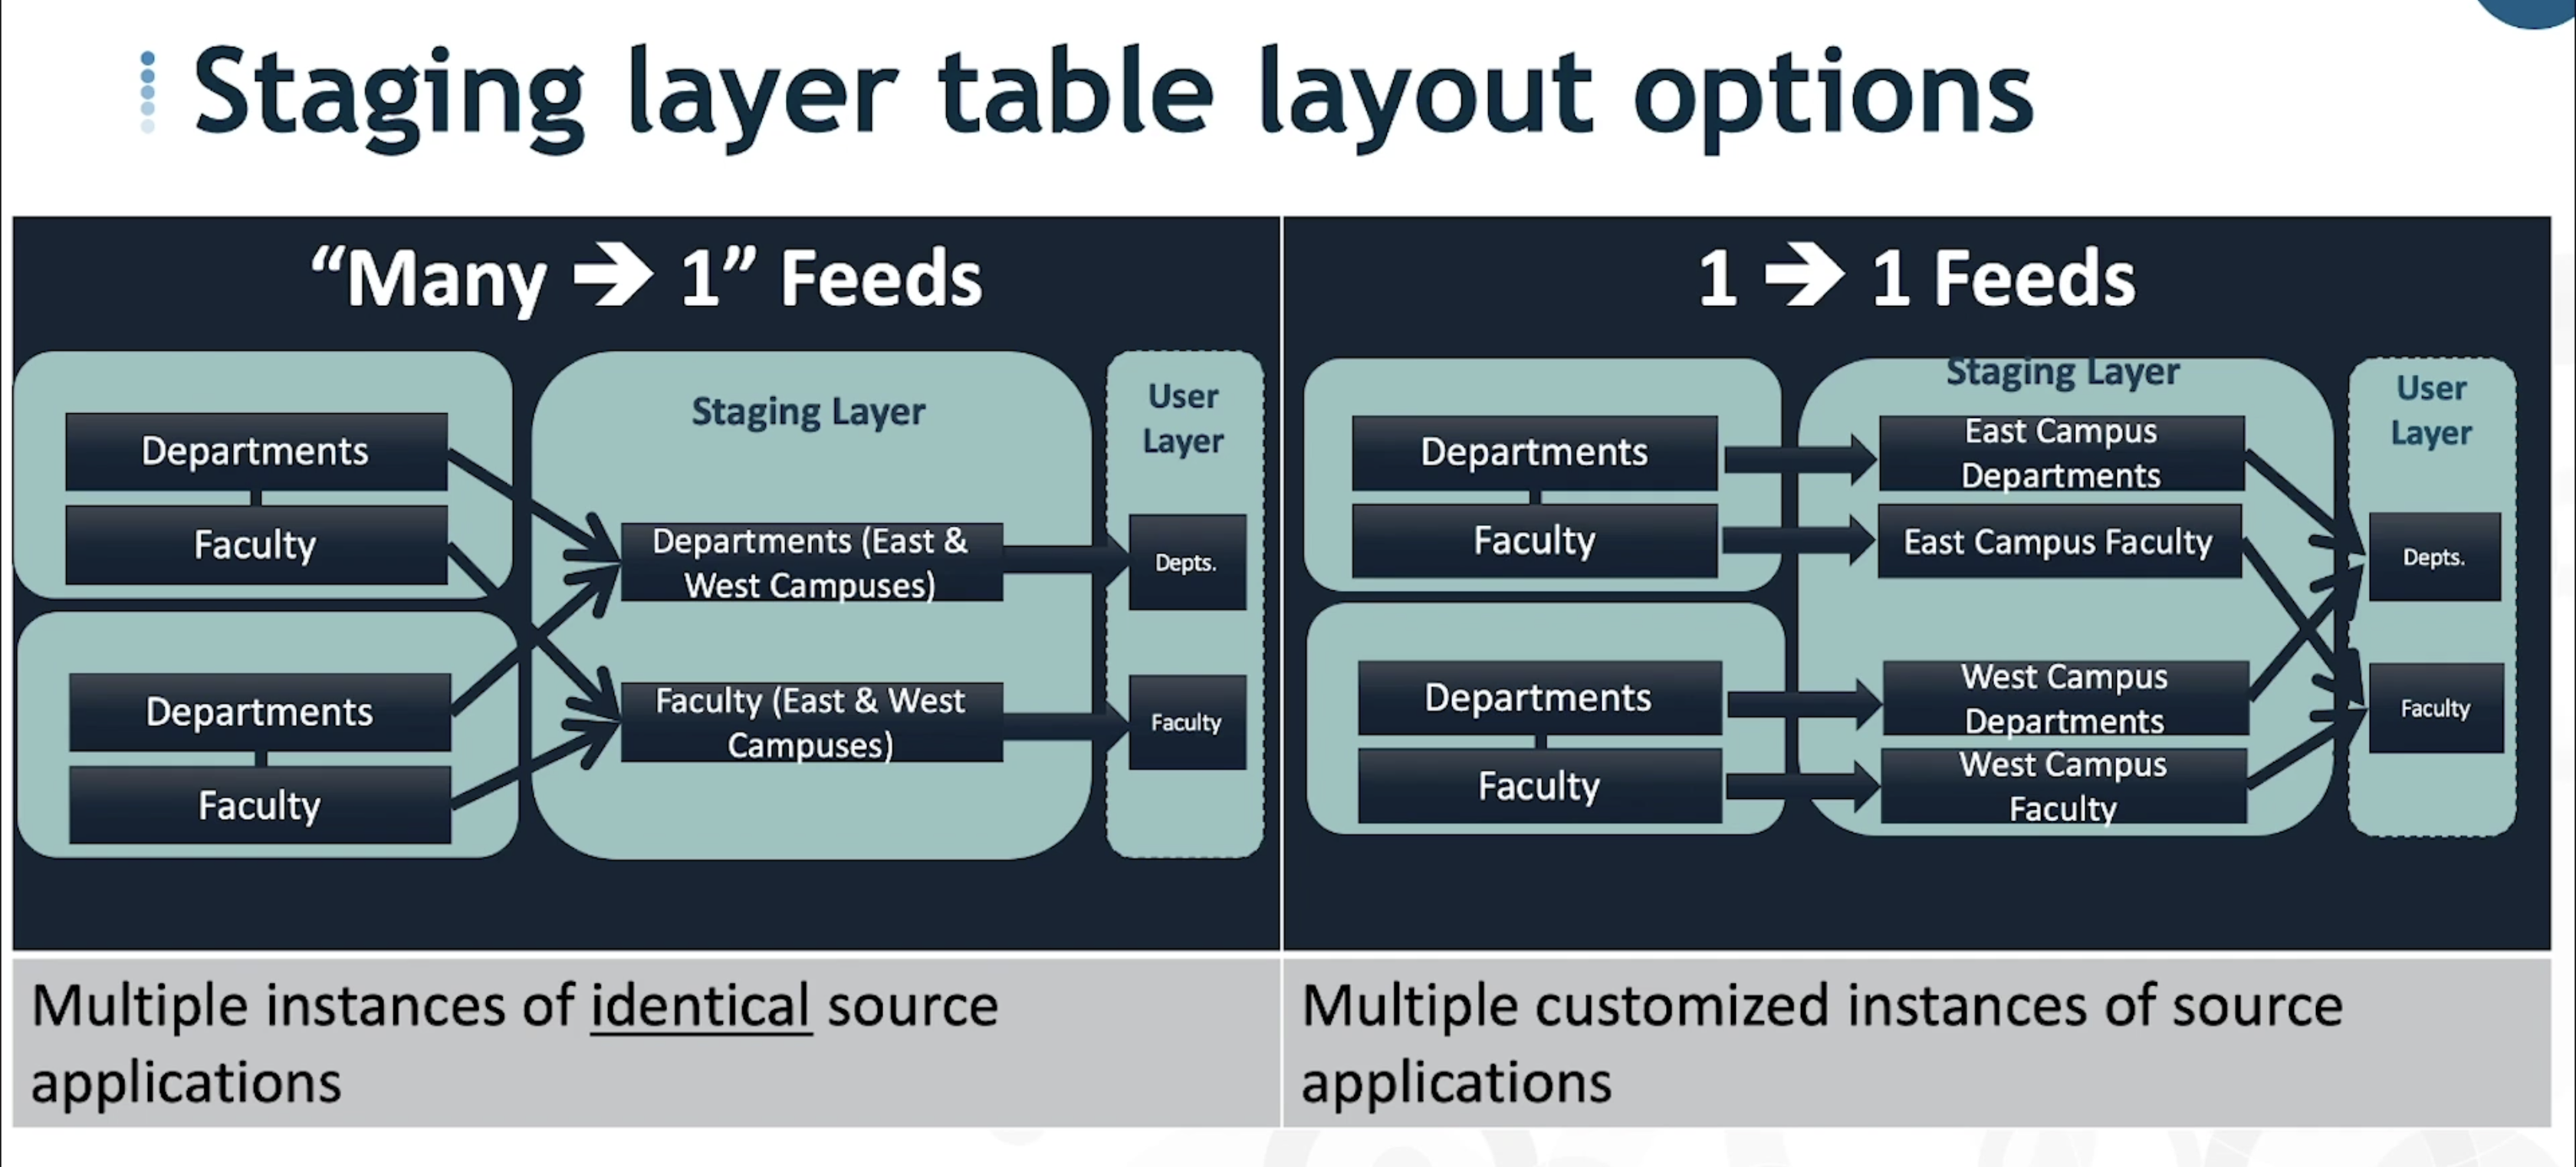 Staging layer table layout options
“Many ➔ 1” Feeds
Departments
Faculty
Departments
Faculty
Staging Layer
Departments (East &
West Campuses)
Faculty (East & West
Campuses)
User
Layer
Depts.
Faculty
Multiple instances of identical source
applications
1 ➔ 1 Feeds
Departments
Faculty
Departments
Faculty
Staging Layer
East Campus
Departments
East Campus Faculty
West Campus
Departments
West Campus
Faculty
User
Layer
Depts.
Faculty
Multiple customized instances of source
applications